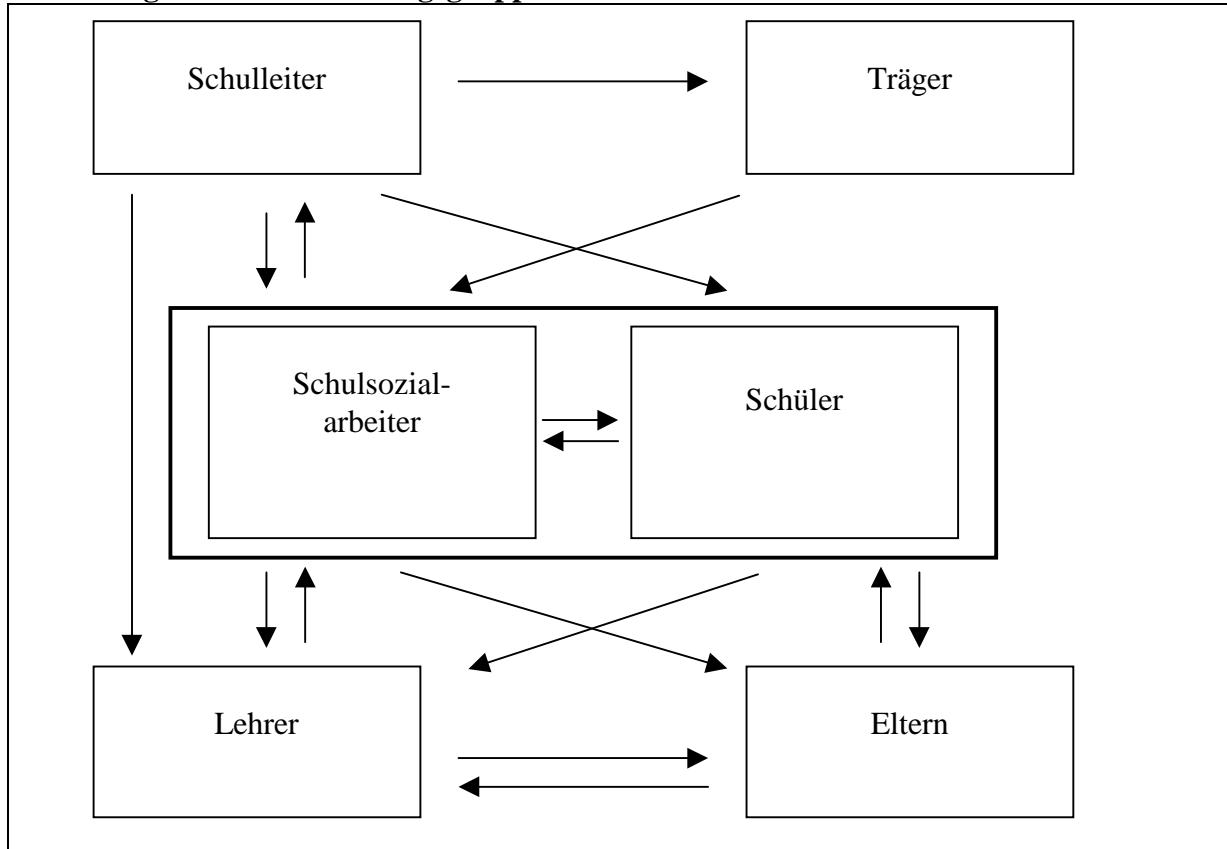 Schulleiter
Träger
Schulsozial-
arbeiter
Schüler
Lehrer
Eltern